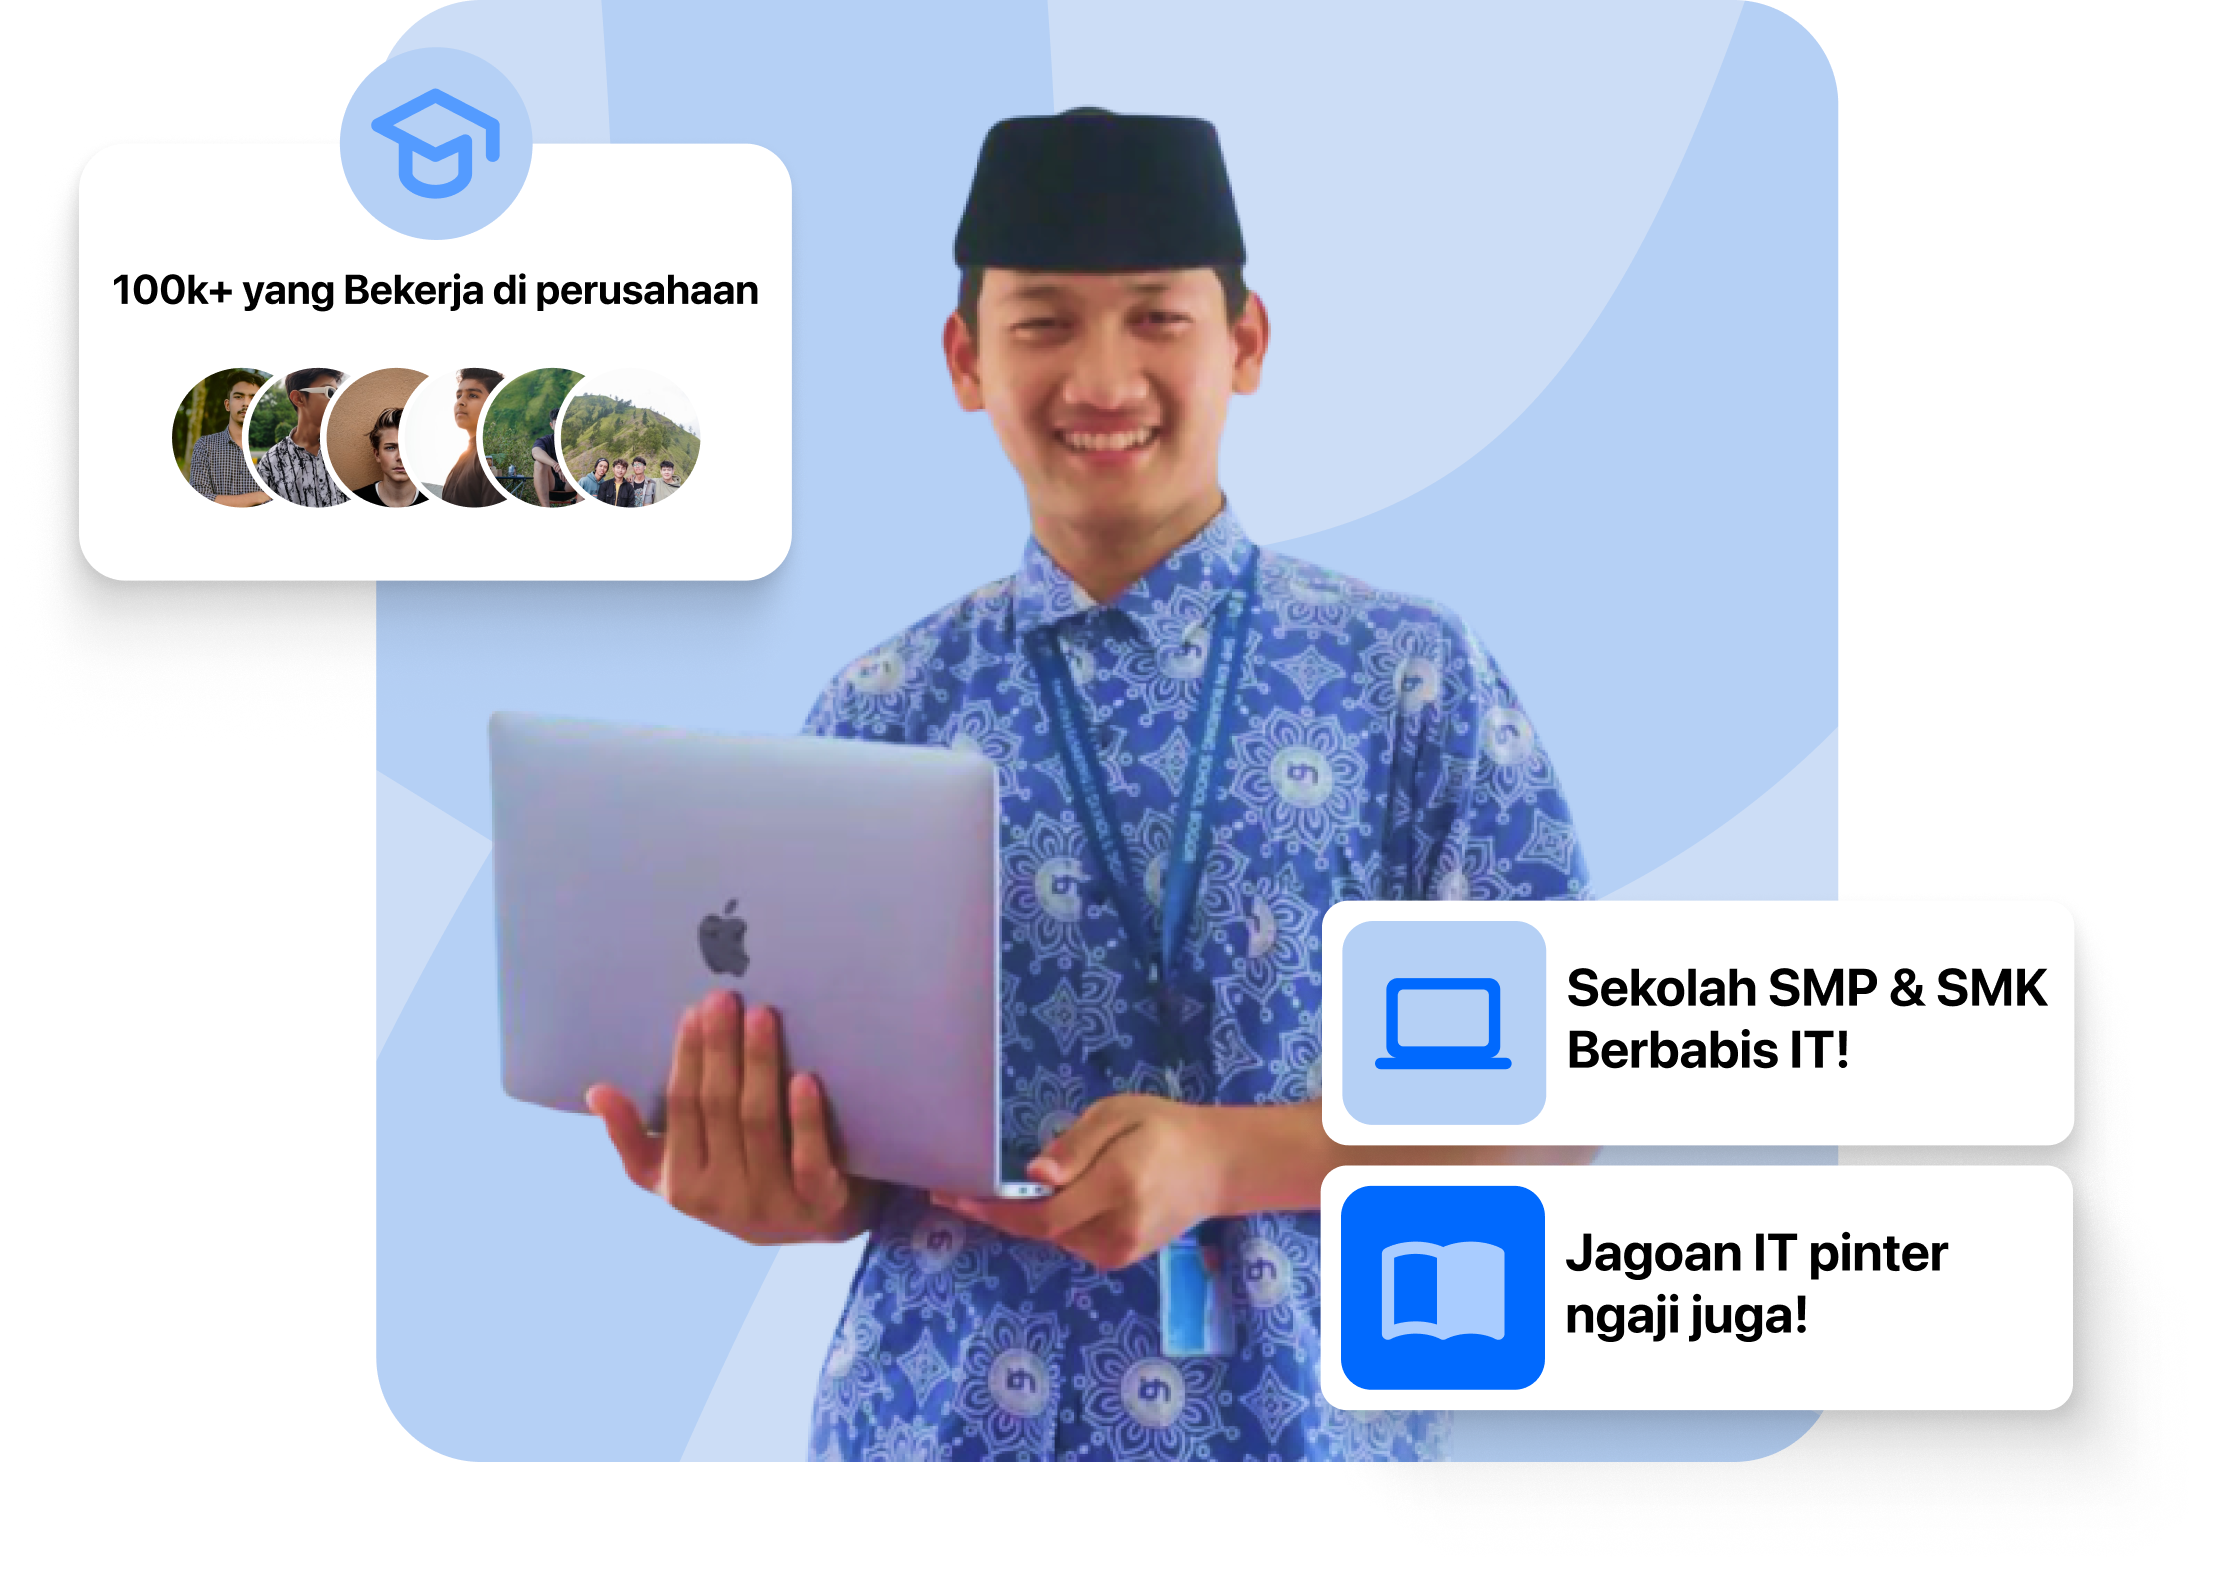 100k+ yang Bekerja di perusahaan
Sekolah SMP & SMK
Berbabis IT!
Jagoan IT pinter
ngaji juga!